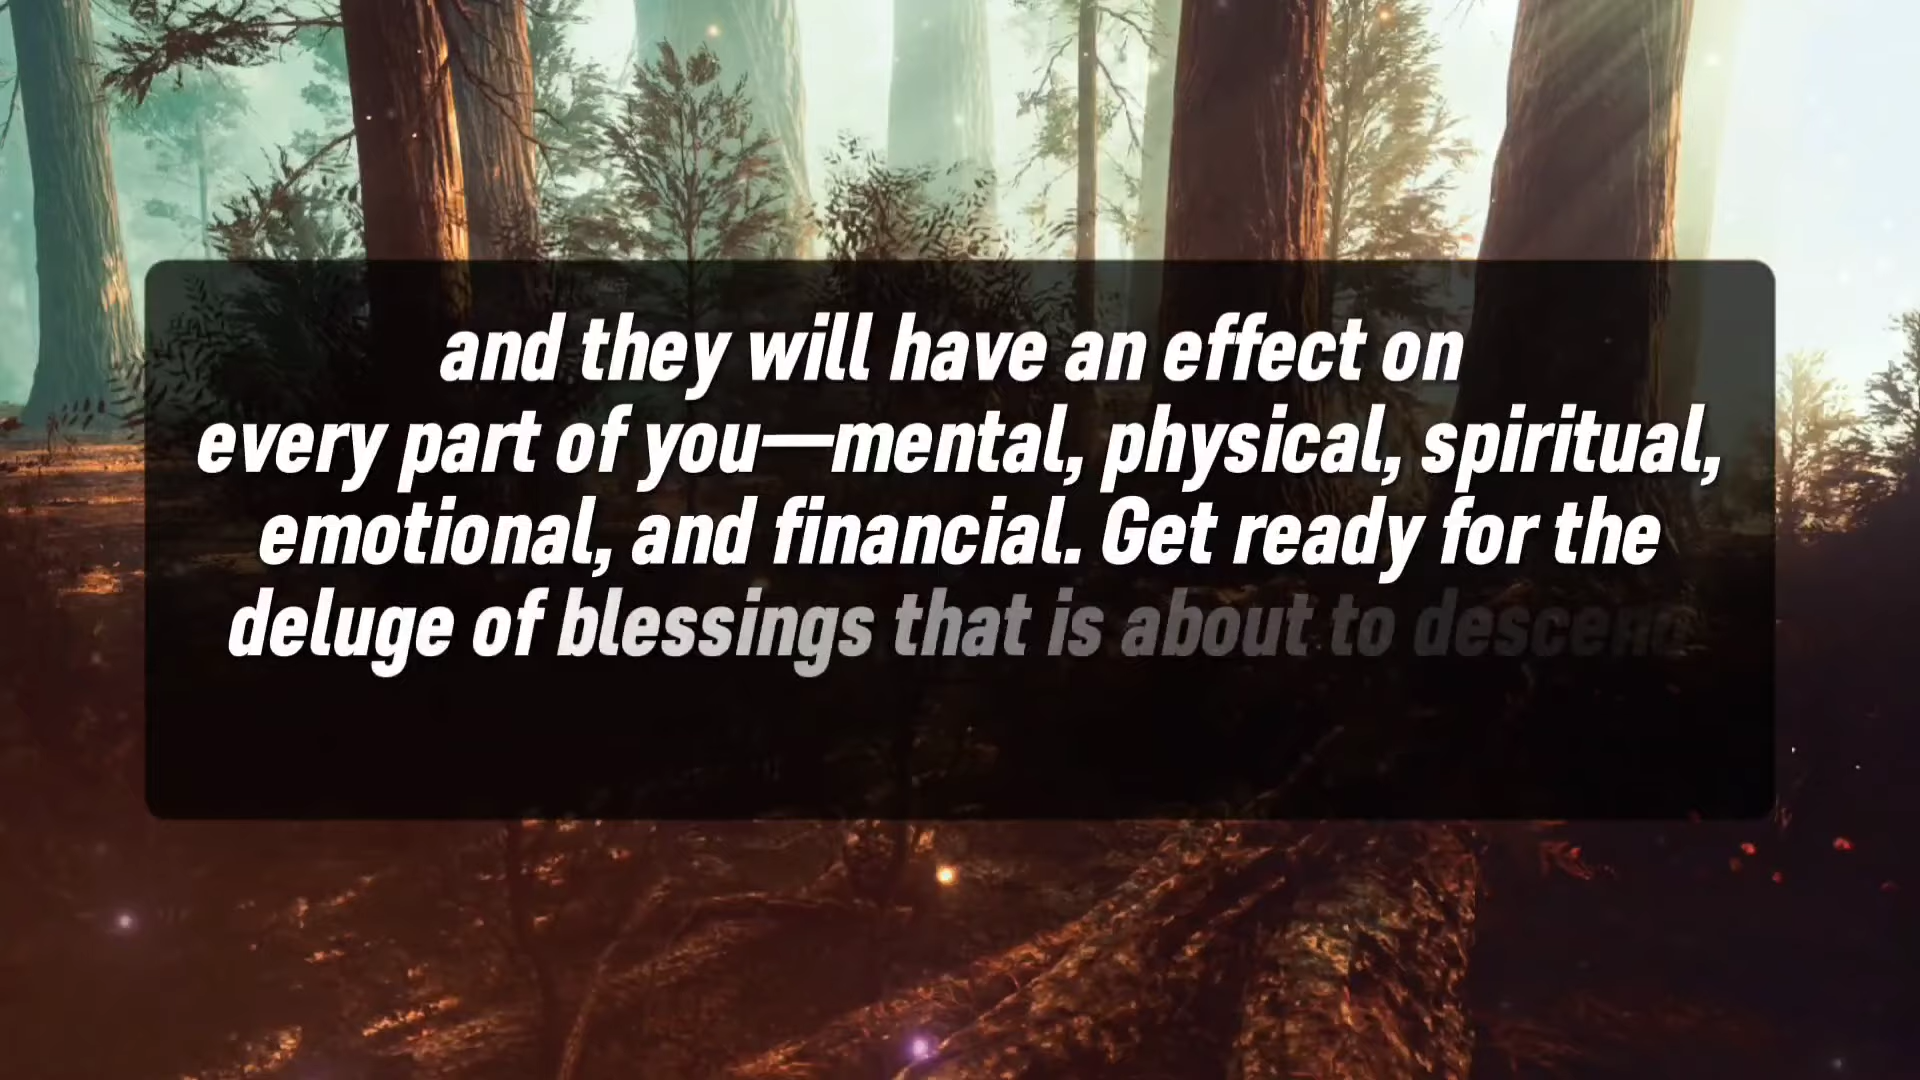 and they will have an effect on
every part of you—mental, physical, spiritual,
emotional, and financial. Get ready for the
deluge of blessings that is about to descend